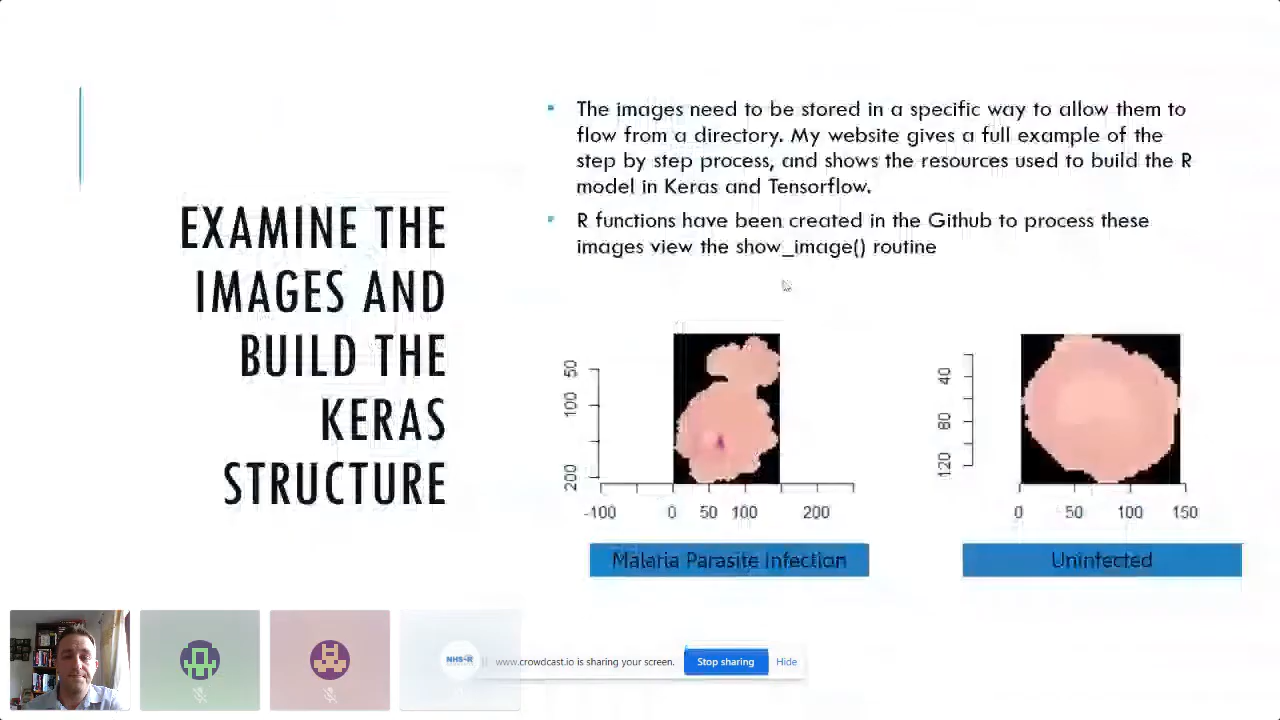 EXAMINE THE
IMAGES AND
BUILD THE
KERAS
STRUCTURE
The images need to be stored in a specific way to allow them to
flow from a directory. My website gives a full example of the
step by step process, and shows the resources used to build the R
model in Keras and Tensorflow.
R functions have been created in the Github to process these
images view the show_image() routine
50
100
200
-100 0 50 100 200
Malaria Parasite Infection
40
80
120
0 50 100 150
Uninfected
NHS-R
www.crowdcast.io is sharing your screen. Stop sharing Hide